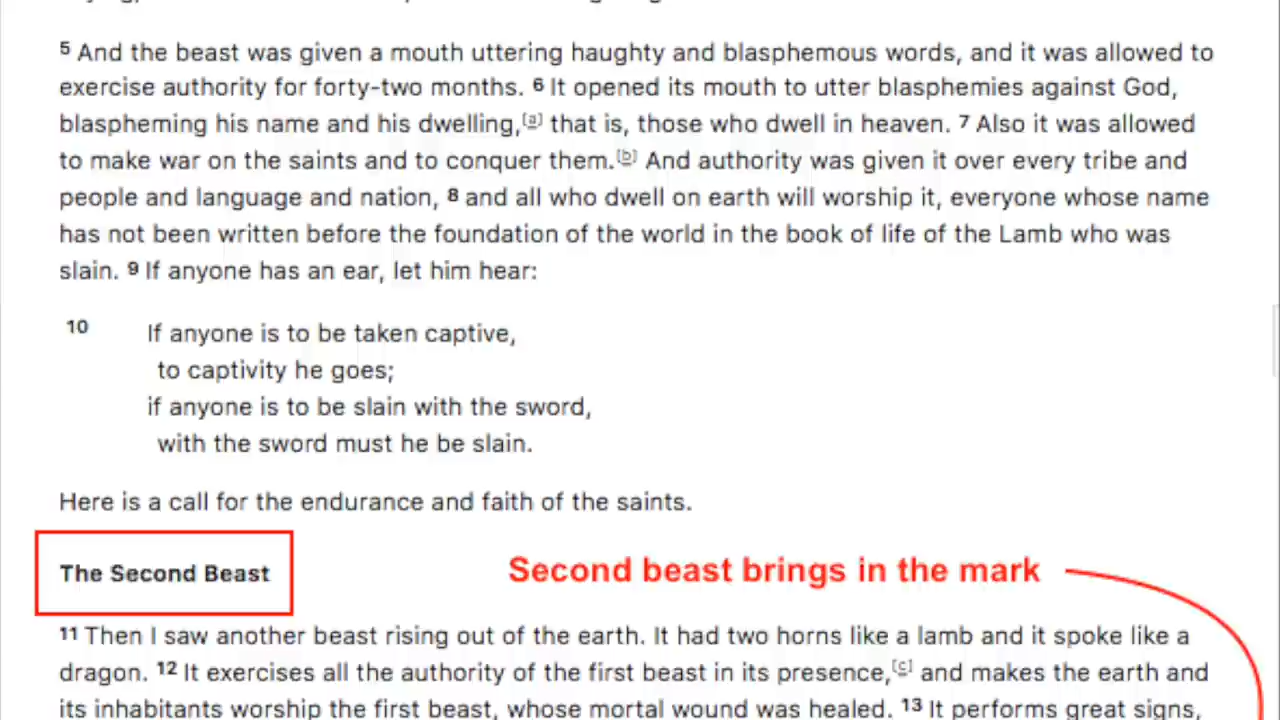 5 And the beast was given a mouth uttering haughty and blasphemous words, and it was allowed to
exercise authority for forty-two months. 6 It opened its mouth to utter blasphemies against God,
blaspheming his name and his dwelling,[a] that is, those who dwell in heaven. 7 Also it was allowed
to make war on the saints and to conquer them.[b] And authority was given it over every tribe and
people and language and nation, 8 and all who dwell on earth will worship it, everyone whose name
has not been written before the foundation of the world in the book of life of the Lamb who was
slain. 9 If anyone has an ear, let him hear:
10 If anyone is to be taken captive,
to captivity he goes;
if anyone is to be slain with the sword,
with the sword must he be slain.
Here is a call for the endurance and faith of the saints.
The Second Beast
Second beast brings in the mark
11 Then I saw another beast rising out of the earth. It had two horns like a lamb and it spoke like a
dragon. 12 It exercises all the authority of the first beast in its presence,[c] and makes the earth and
its inhabitants worship the first beast, whose mortal wound was healed. 13 It performs great signs,